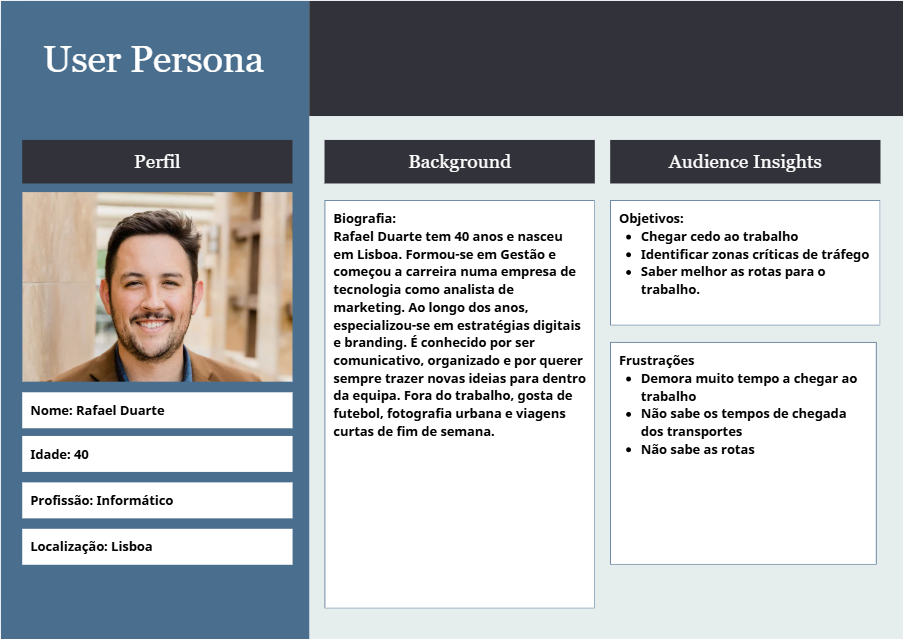 User Persona
Perfil
Nome: Rafael Duarte
Idade: 40
Profissão: Informático
Localização: Lisboa
Background
Biografia:
Rafael Duarte tem 40 anos e nasceu
em Lisboa. Formou-se em Gestão e
começou a carreira numa empresa de
tecnologia como analista de
marketing. Ao longo dos anos,
especializou-se em estratégias digitais
e branding. É conhecido por ser
comunicativo, organizado e por querer
sempre trazer novas ideias para dentro
da equipa. Fora do trabalho, gosta de
futebol, fotografia urbana e viagens
curtas de fim de semana.
Audience Insights
Objetivos:
• Chegar cedo ao trabalho
• Identificar zonas críticas de tráfego
• Saber melhor as rotas para o
trabalho.
Frustrações
• Demora muito tempo a chegar ao
trabalho
• Não sabe os tempos de chegada
dos transportes
• Não sabe as rotas